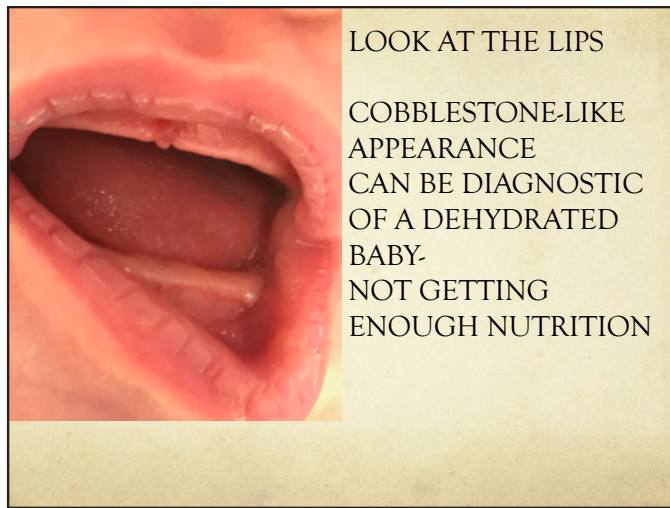 LOOK AT THE LIPS
COBBLESTONE-LIKE
APPEARANCE
CAN BE DIAGNOSTIC
OF A DEHYDRATED
BABY-
NOT GETTING
ENOUGH NUTRITION